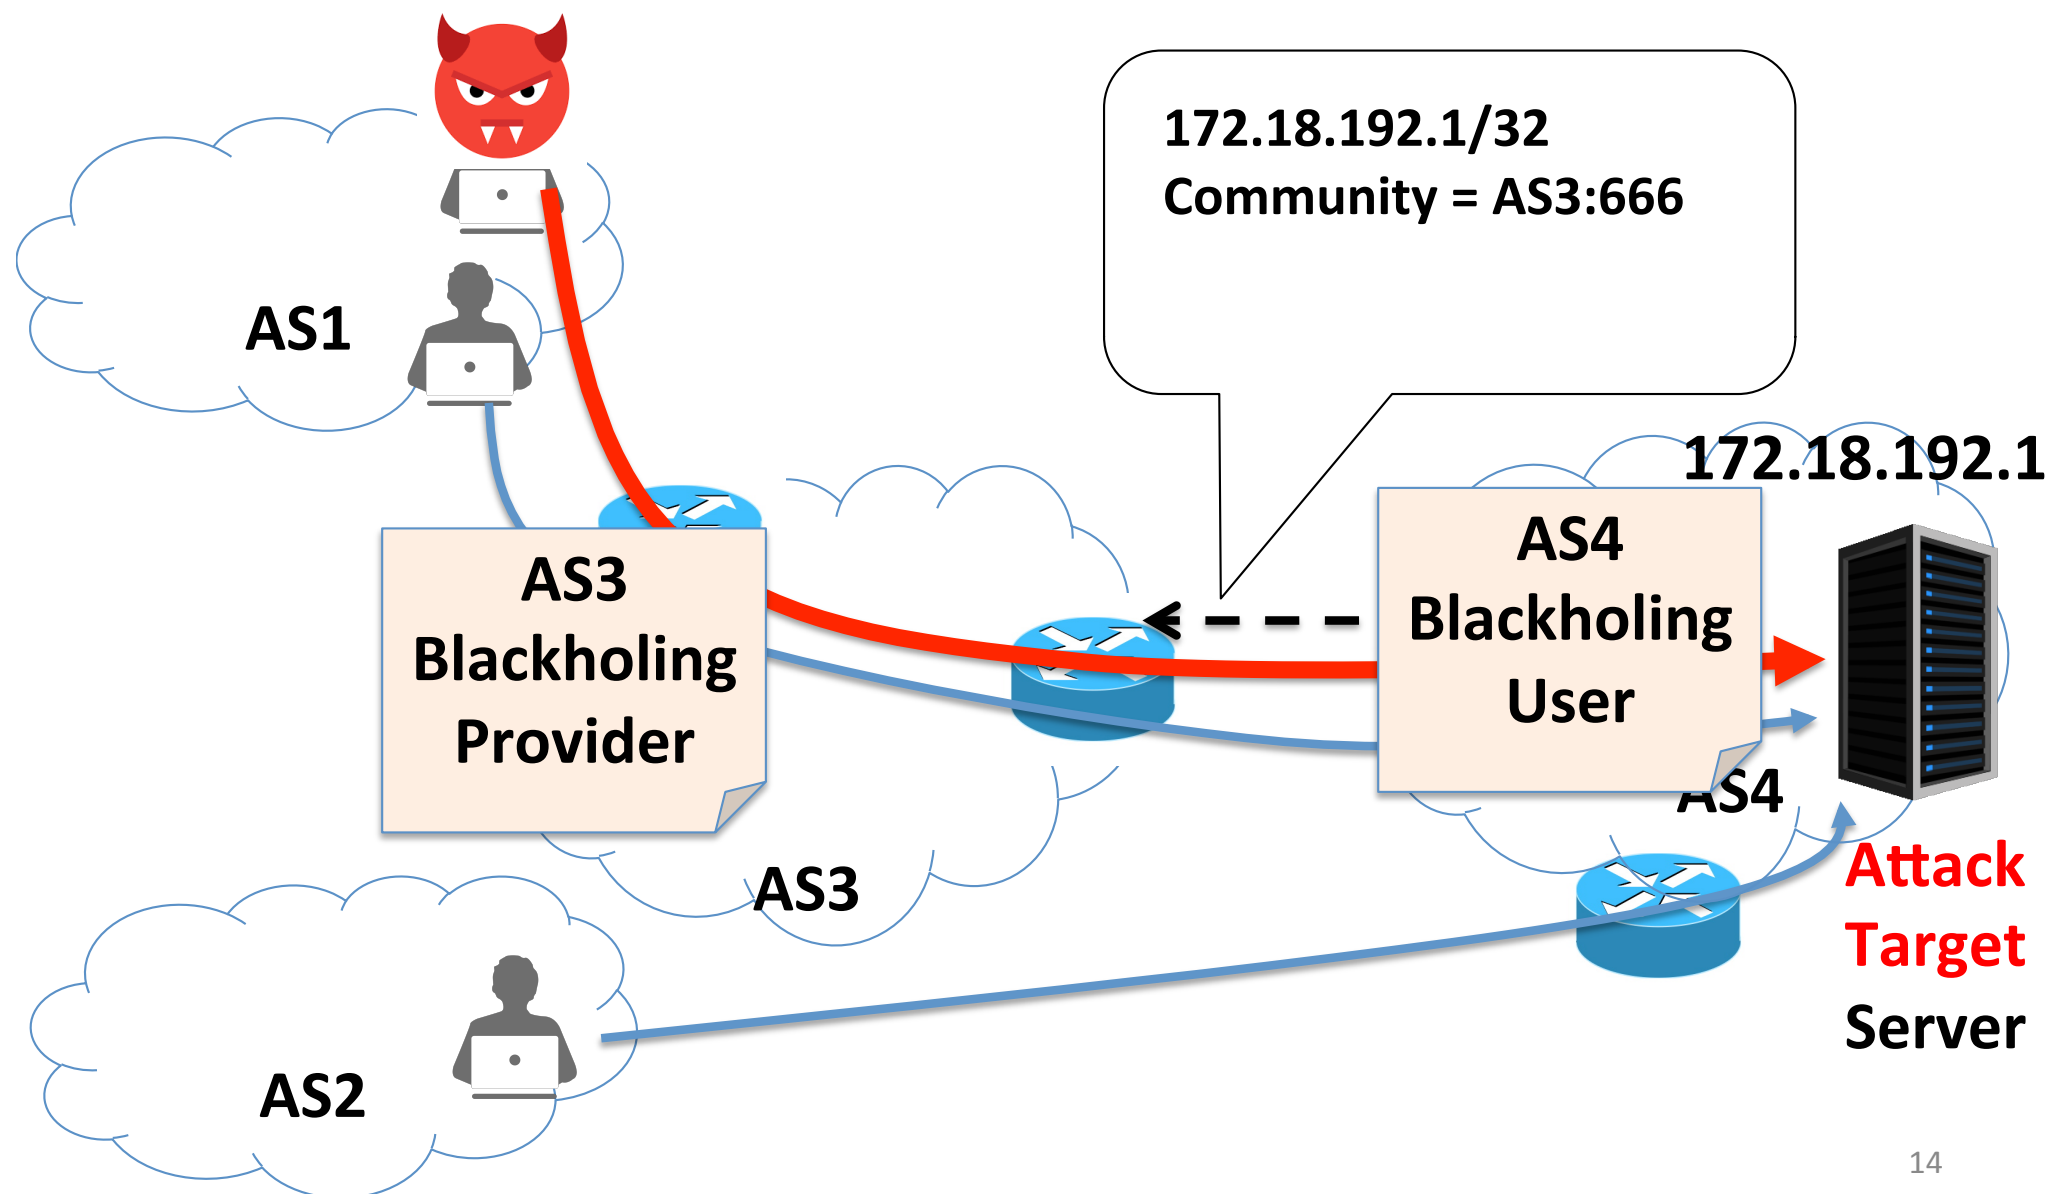 172.18.192.1/32
Community = AS3:666
AS1
172.18.192.1
AS4
Blackholing
User
AS3
Blackholing
Provider
AS4
AS3
Attack
Target
Server
AS2
14